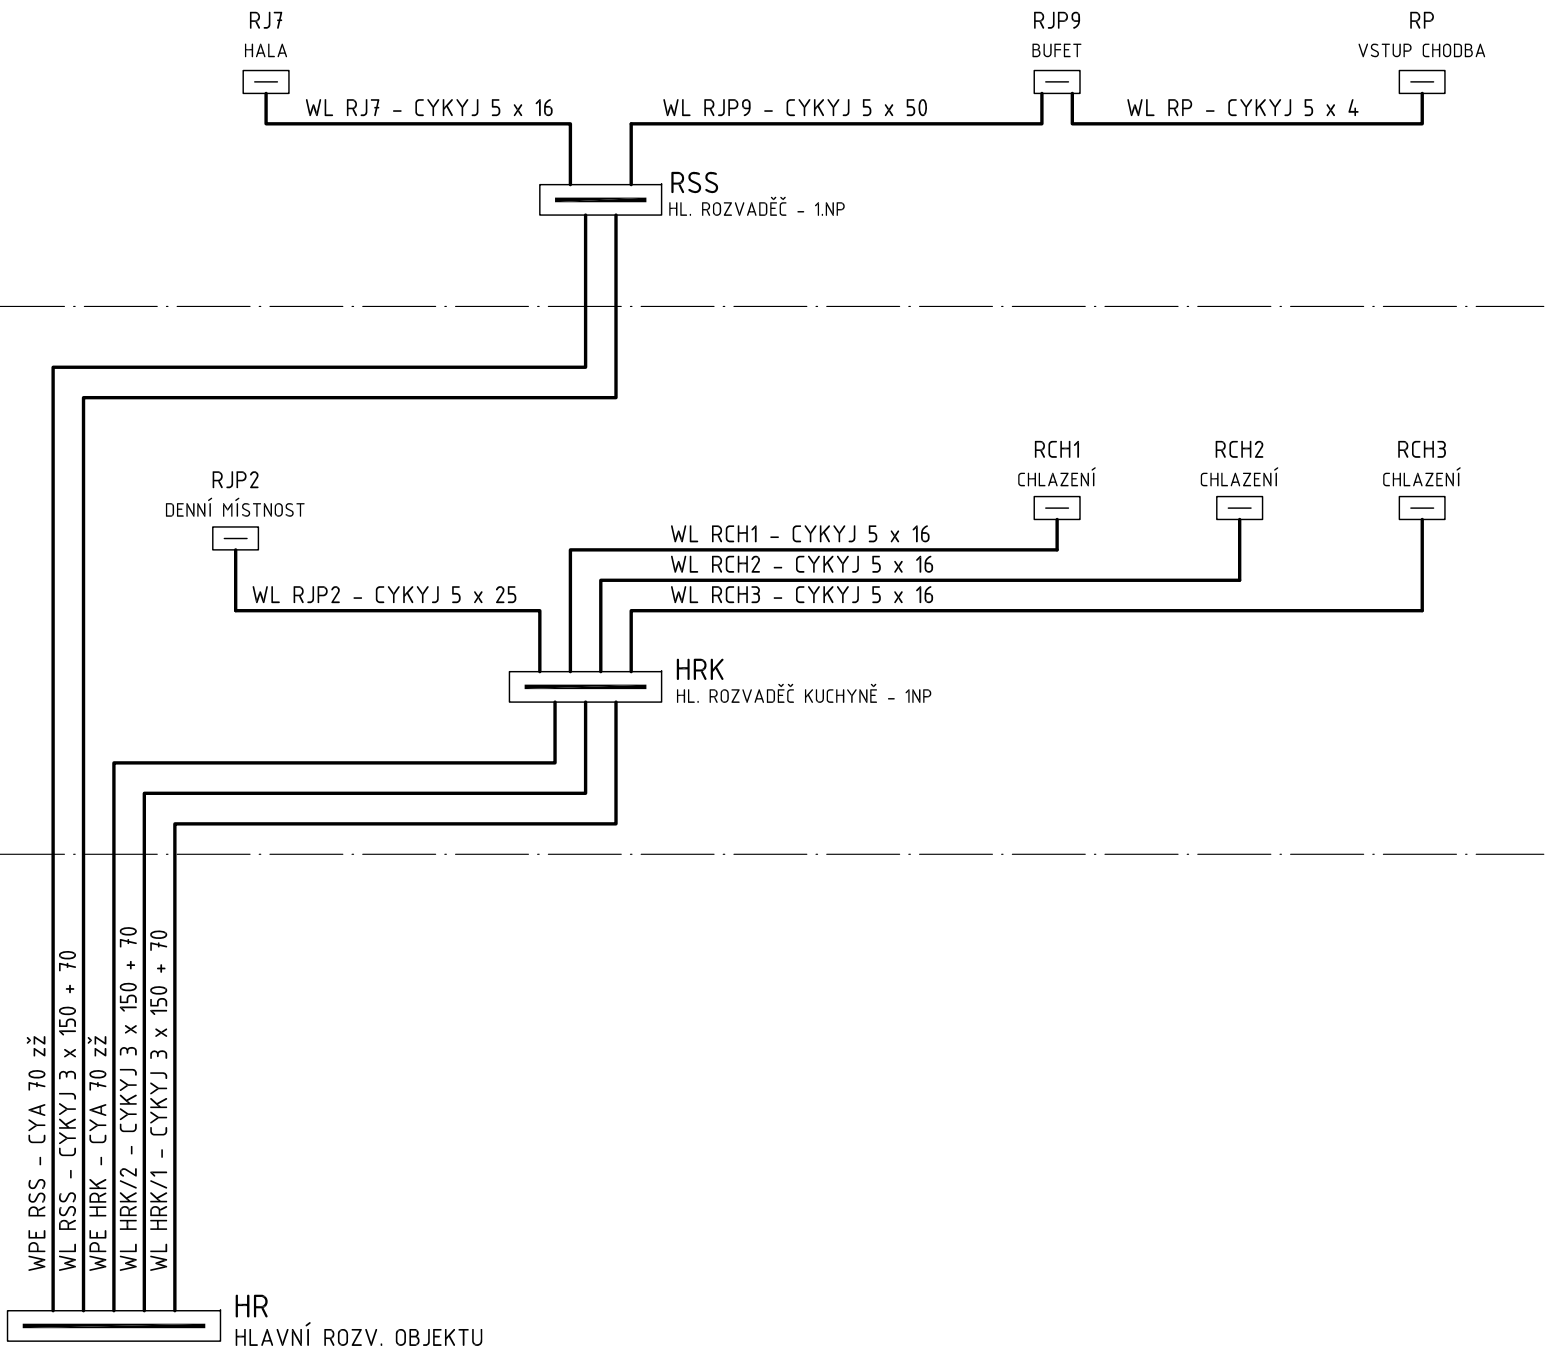 RJ7
HALA
RJP9
BUFET
RP
VSTUP CHODBA
WL RJ7 - CYKYJ 5 x 16
WL RJP9 - CYKYJ 5 x 50
WL RP - CYKYJ 5 x 4
RSS
HL. ROZVADĚČ - 1.NP
RCH1
CHLAZENÍ
RCH2
CHLAZENÍ
RCH3
CHLAZENÍ
RJP2
DENNÍ MÍSTNOST
WL RCH1 - CYKYJ 5 x 16
WL RCH2 - CYKYJ 5 x 16
WL RJP2 - CYKYJ 5 x 25
WL RCH3 - CYKYJ 5 x 16
HRK
HL. ROZVADĚČ KUCHYNĚ - 1NP
WPE RSS - CYA 70 zž
WL RSS - CYKYJ 3 x 150 + 70
WPE HRK - CYA 70 zž
WL HRK/2 - CYKYJ 3 x 150 + 70
WL HRK/1 - CYKYJ 3 x 150 + 70
HR
HLAVNÍ ROZV. OBJEKTU